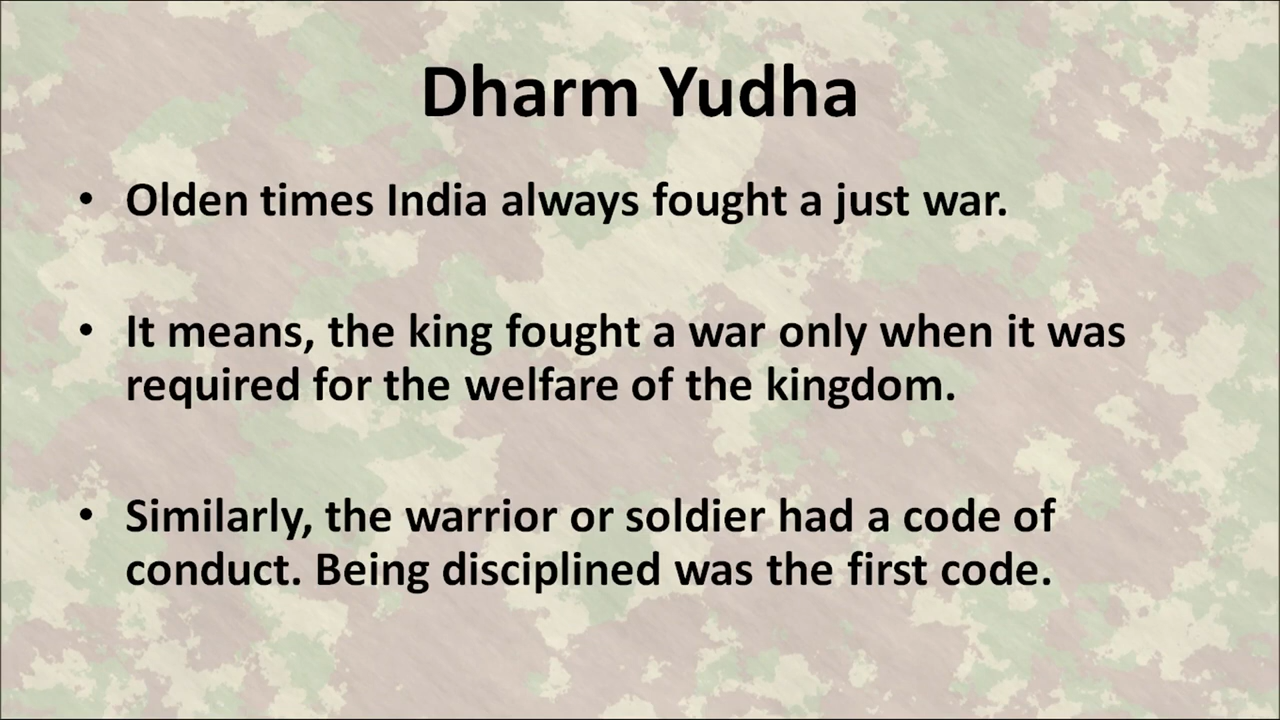 Dharm Yudha
• Olden times India always fought a just war.
• It means, the king fought a war only when it was
required for the welfare of the kingdom.
• Similarly, the warrior or soldier had a code of
conduct. Being disciplined was the first code.